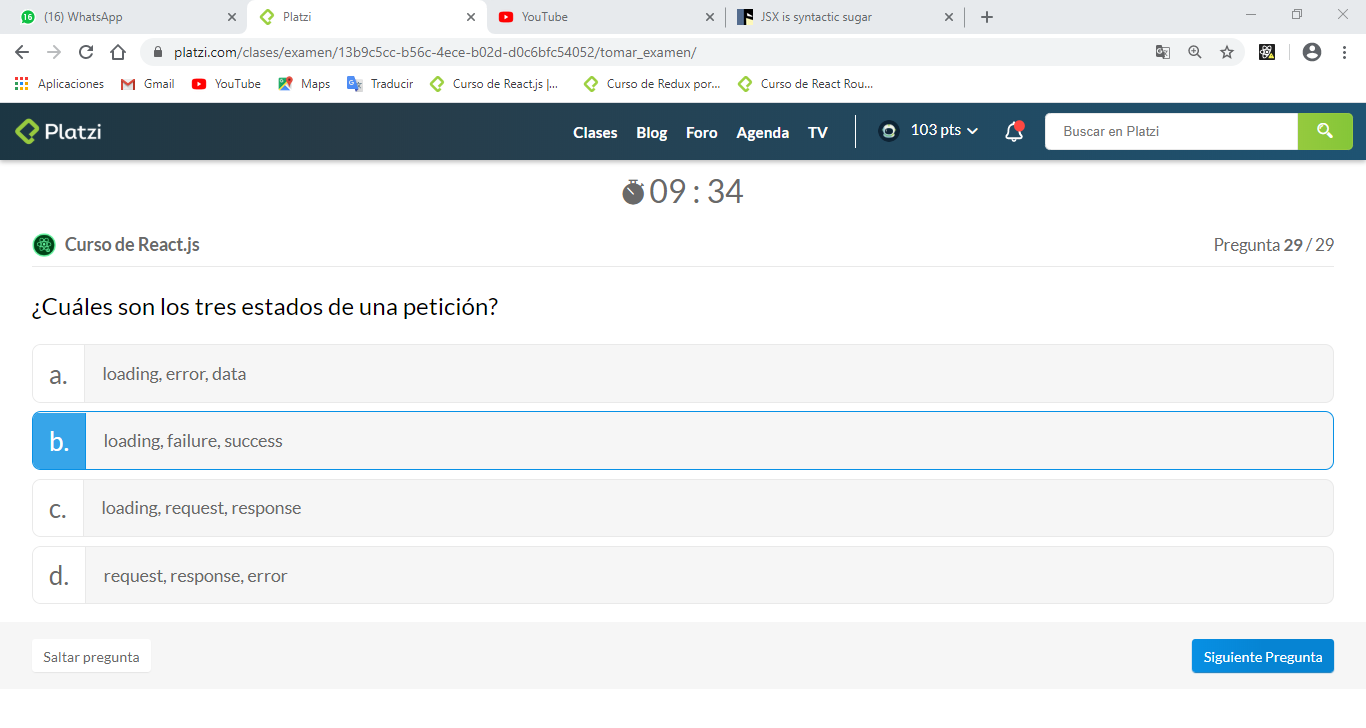 (16) WhatsApp
Platzi
YouTube
JSX is syntactic sugar
platzi.com/clases/examen/13b9c5cc-b56c-4ece-b02d-d0c6bfc54052/tomar_examen/
Aplicaciones Gmail YouTube Maps Traducir Curso de React.js |... Curso de Redux por... Curso de React Rou...
Platzi Clases Blog Foro Agenda TV 103 pts Buscar en Platzi
09 : 34
Curso de React.js Pregunta 29 / 29
¿Cuáles son los tres estados de una petición?
a. loading, error, data
b. loading, failure, success
c. loading, request, response
d. request, response, error
Saltar pregunta Siguiente Pregunta